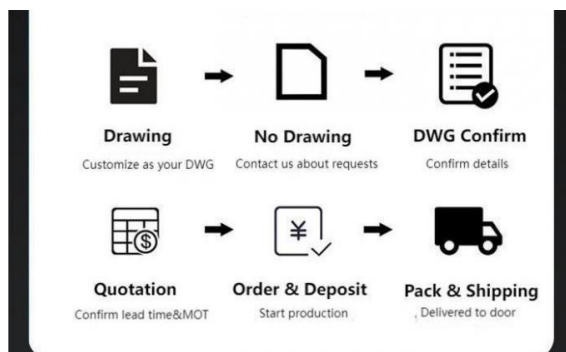 Drawing
No Drawing
DWG Confirm
Customize as your DWG
Contact us about requests
Confirm details
$
¥
Quotation
Order & Deposit
Pack & Shipping
Confirm lead time&MOT
Start production
Delivered to door